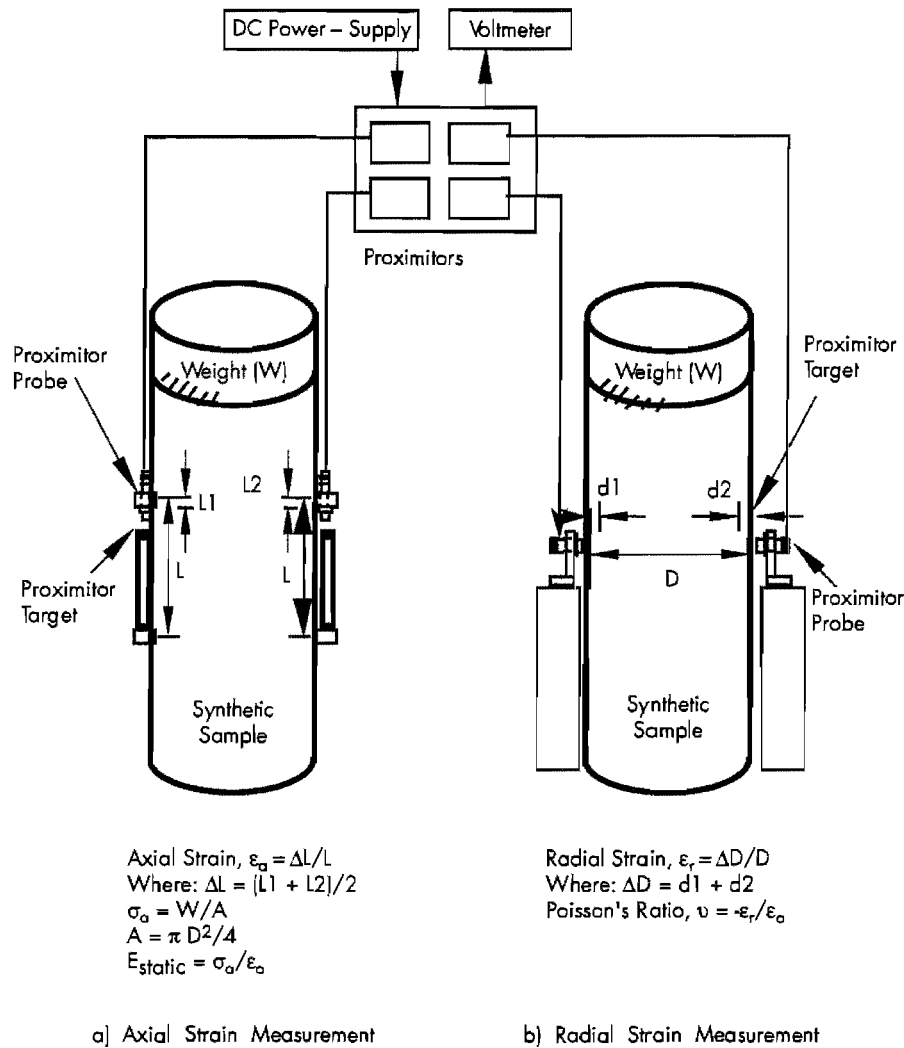 DC Power – Supply
Voltmeter
Proximitors
Proximitor
Probe
Weight (W)
L1
L2
L
L
Proximitor
Target
Synthetic
Sample
Weight (W)
Proximitor
Target
d1
d2
D
Proximitor
Probe
Synthetic
Sample
Axial Strain, εₐ = ΔL/L
Where: ΔL = (L1 + L2)/2
σₐ = W/A
A = π D²/4
E_static = σₐ/εₐ
Radial Strain, εᵣ = ΔD/D
Where: ΔD = d1 + d2
Poisson's Ratio, υ = -εᵣ/εₐ
a) Axial Strain Measurement
b) Radial Strain Measurement